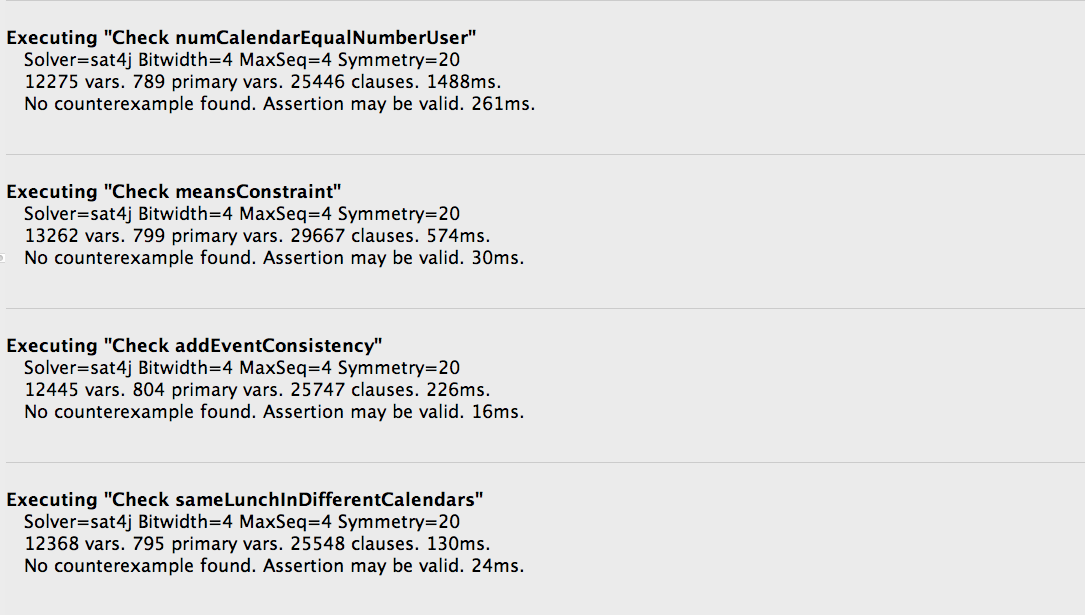 Executing "Check numCalendarEqualNumberUser"
Solver=sat4j Bitwidth=4 MaxSeq=4 Symmetry=20
12275 vars. 789 primary vars. 25446 clauses. 1488ms.
No counterexample found. Assertion may be valid. 261ms.
Executing "Check meansConstraint"
Solver=sat4j Bitwidth=4 MaxSeq=4 Symmetry=20
13262 vars. 799 primary vars. 29667 clauses. 574ms.
No counterexample found. Assertion may be valid. 30ms.
Executing "Check addEventConsistency"
Solver=sat4j Bitwidth=4 MaxSeq=4 Symmetry=20
12445 vars. 804 primary vars. 25747 clauses. 226ms.
No counterexample found. Assertion may be valid. 16ms.
Executing "Check sameLunchInDifferentCalendars"
Solver=sat4j Bitwidth=4 MaxSeq=4 Symmetry=20
12368 vars. 795 primary vars. 25548 clauses. 130ms.
No counterexample found. Assertion may be valid. 24ms.